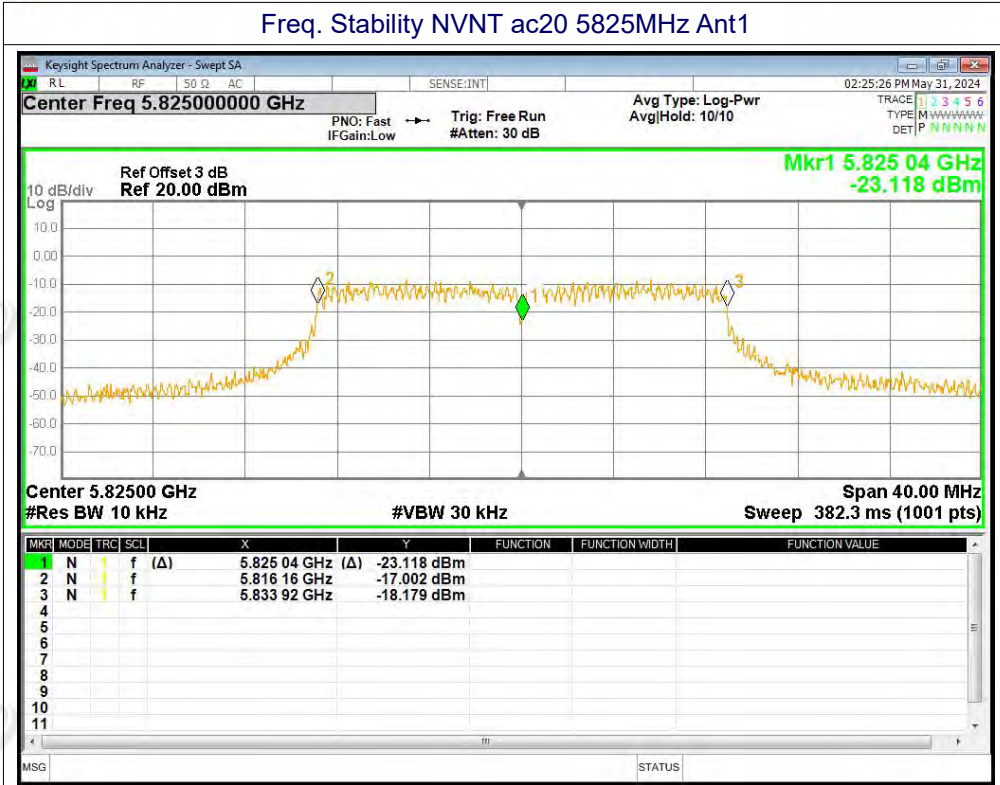 Freq. Stability NVNT ac20 5825MHz Ant1
Keysight Spectrum Analyzer - Swept SA
LXI RL RF 50 Ω AC SENSE:INT 02:25:26 PM May 31, 2024
Center Freq 5.825000000 GHz
PNO: Fast
IFGain:Low
Trig: Free Run
#Atten: 30 dB
Avg Type: Log-Pwr
Avg|Hold: 10/10
TRACE 1 2 3 4 5 6
TYPE M WWWWW
DET P N N N N N
Mkr1 5.825 04 GHz
-23.118 dBm
Ref Offset 3 dB
10 dB/div Ref 20.00 dBm
Log
10.0
0.00
-10.0
-20.0
-30.0
-40.0
-50.0
-60.0
-70.0
2
1
3
Center 5.82500 GHz Span 40.00 MHz
#Res BW 10 kHz #VBW 30 kHz Sweep 382.3 ms (1001 pts)
MKR MODE TRC SCL X Y FUNCTION FUNCTION WIDTH FUNCTION VALUE
1 N 1 f (Δ) 5.825 04 GHz (Δ) -23.118 dBm
2 N 1 f 5.816 16 GHz -17.002 dBm
3 N 1 f 5.833 92 GHz -18.179 dBm
4
5
6
7
8
9
10
11
MSG STATUS